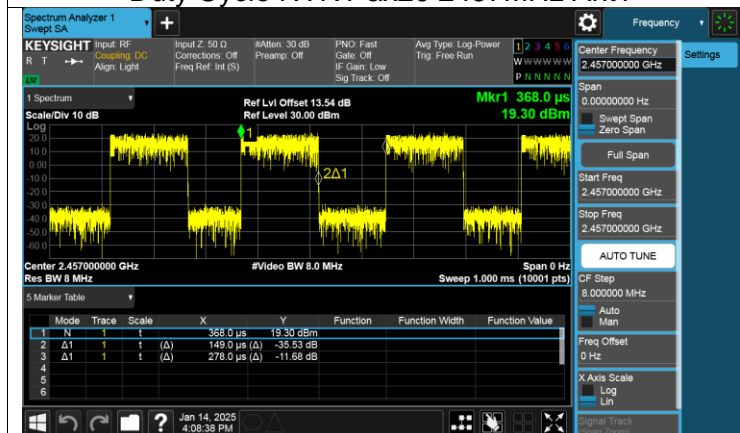 Spectrum Analyzer 1
Swept SA
Frequency
KEYSIGHT
R T
LXI
Input: RF
Coupling: DC
Align: Light
Input Z: 50 Ω
Corrections: Off
Freq Ref: Int (S)
#Atten: 30 dB
Preamp: Off
PNO: Fast
Gate: Off
IF Gain: Low
Sig Track: Off
Avg Type: Log-Power
Trig: Free Run
1 2 3 4 5 6
W W W W W W
P N N N N N
Center Frequency
2.457000000 GHz
Settings
Span
0.00000000 Hz
Swept Span
Zero Span
Full Span
Start Freq
2.457000000 GHz
Stop Freq
2.457000000 GHz
AUTO TUNE
CF Step
8.000000 MHz
Auto
Man
Freq Offset
0 Hz
X Axis Scale
Log
Lin
Signal Track
(Span Zoom)
1 Spectrum
Scale/Div 10 dB
Ref Lvl Offset 13.54 dB
Ref Level 30.00 dBm
Mkr1 368.0 µs
19.30 dBm
Log
20.0
10.0
0.00
-10.0
-20.0
-30.0
-40.0
-50.0
-60.0
1
2Δ1
Center 2.457000000 GHz
Res BW 8 MHz
#Video BW 8.0 MHz
Span 0 Hz
Sweep 1.000 ms (10001 pts)
5 Marker Table
Mode Trace Scale X Y Function Function Width Function Value
1 N 1 t 368.0 µs 19.30 dBm
2 Δ1 1 t (Δ) 149.0 µs (Δ) -35.53 dB
3 Δ1 1 t (Δ) 278.0 µs (Δ) -11.68 dB
4
5
6
?
Jan 14, 2025
4:08:38 PM